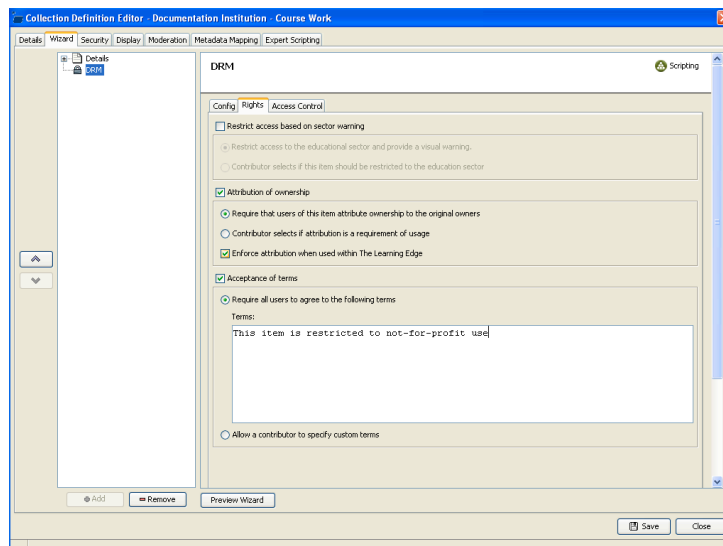 Collection Definition Editor - Documentation Institution - Course Work
Details Wizard Security Display Moderation Metadata Mapping Expert Scripting
Details
DRM
DRM
Scripting
Config Rights Access Control
Restrict access based on sector warning
Restrict access to the educational sector and provide a visual warning.
Contributor selects if this item should be restricted to the education sector
Attribution of ownership
Require that users of this item attribute ownership to the original owners
Contributor selects if attribution is a requirement of usage
Enforce attribution when used within The Learning Edge
Acceptance of terms
Require all users to agree to the following terms
Terms:
This item is restricted to not-for-profit use
Allow a contributor to specify custom terms
Add Remove Preview Wizard
Save Close